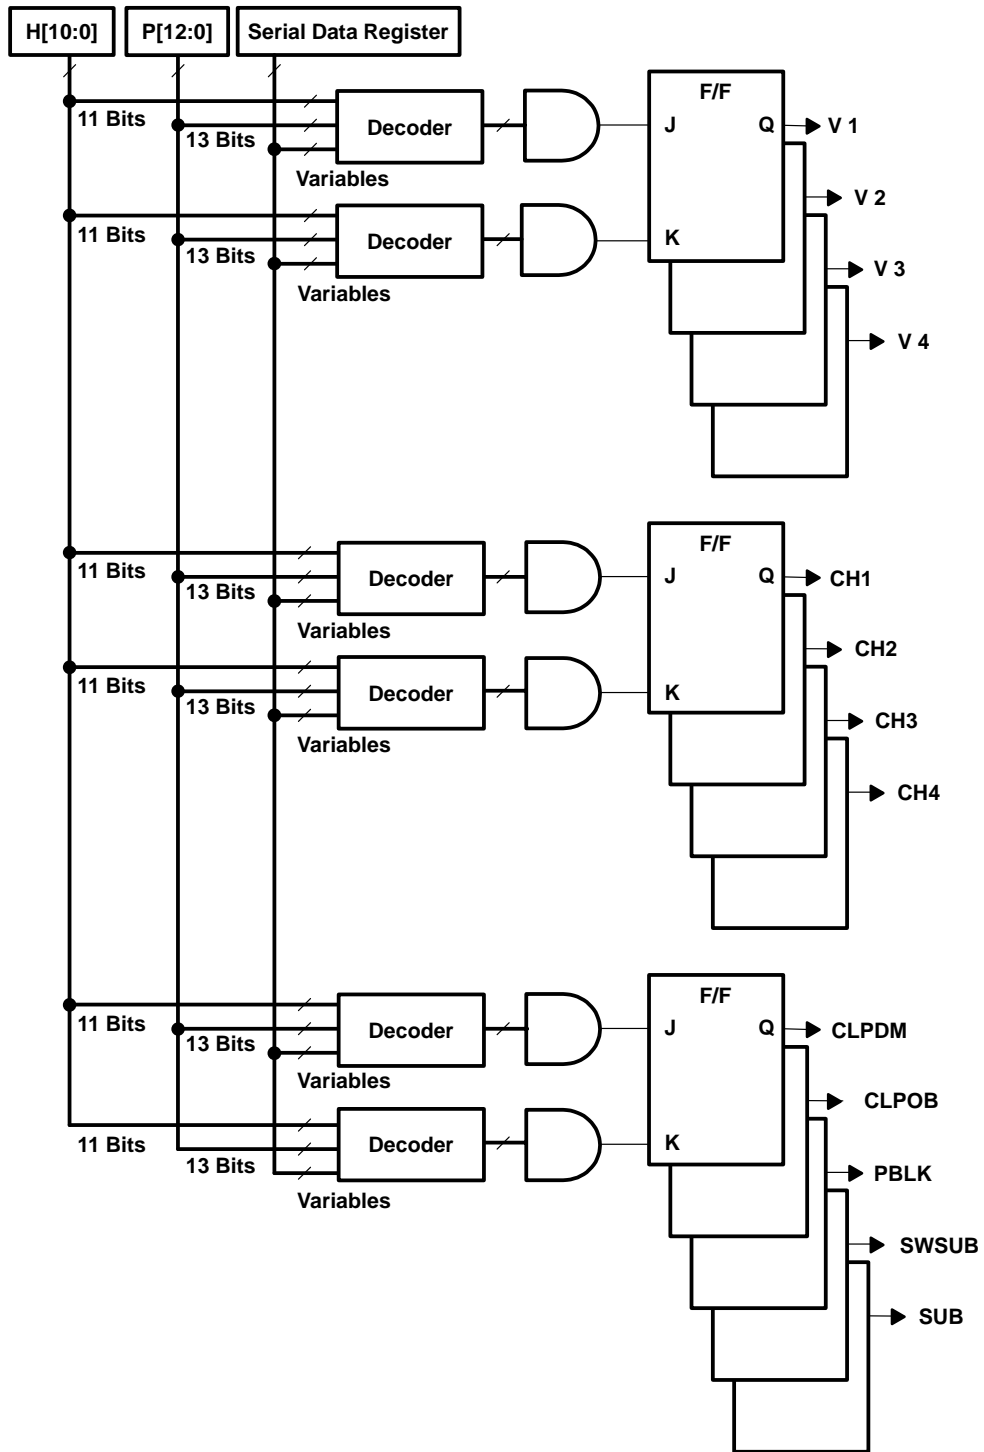 H[10:0] P[12:0] Serial Data Register
F/F
11 Bits
13 Bits
Variables
Decoder
J Q V 1
V 2
11 Bits
13 Bits
Variables
Decoder
K
V 3
V 4
F/F
11 Bits
13 Bits
Variables
Decoder
J Q CH1
CH2
11 Bits
13 Bits
Variables
Decoder
K
CH3
CH4
F/F
11 Bits
13 Bits
Variables
Decoder
J Q CLPDM
CLPOB
11 Bits
13 Bits
Variables
Decoder
K
PBLK
SWSUB
SUB